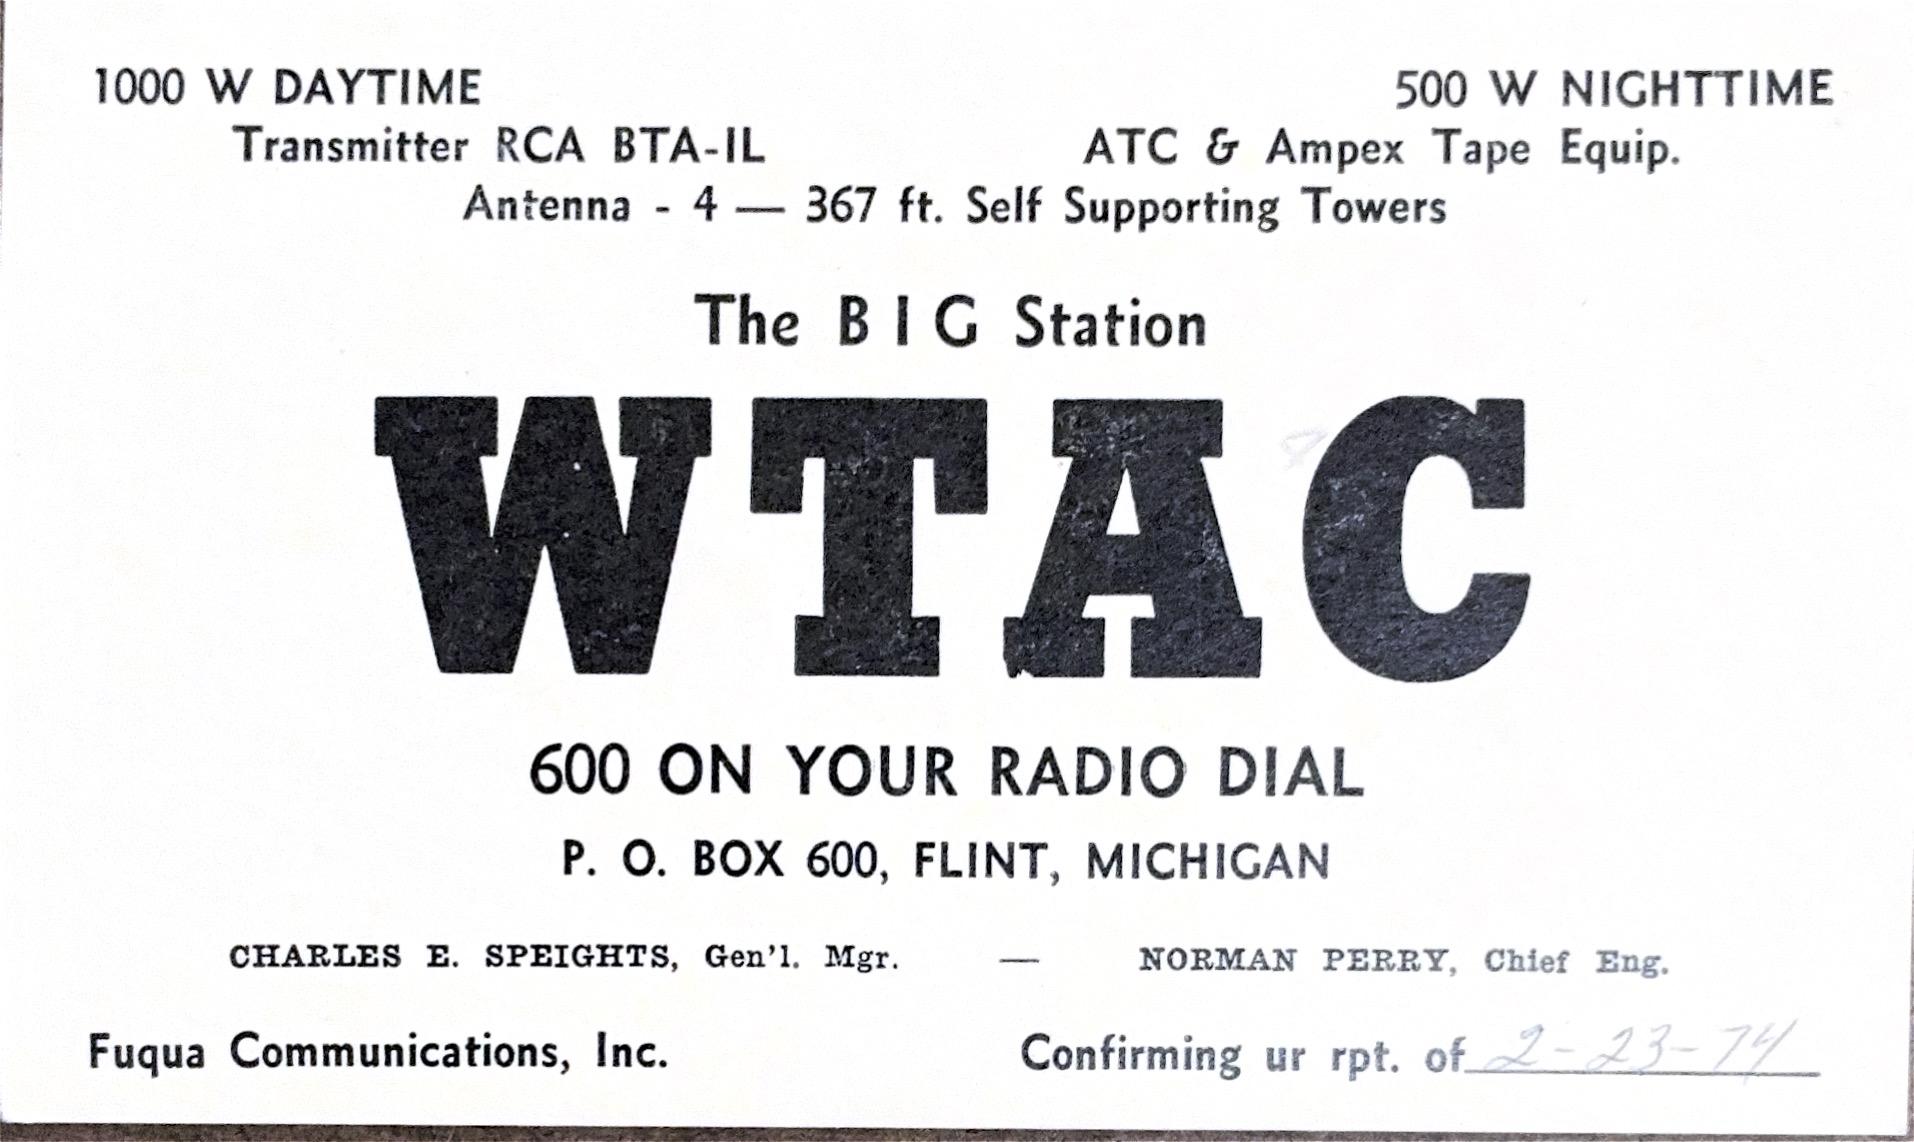 1000 W DAYTIME 500 W NIGHTTIME
Transmitter RCA BTA-IL ATC & Ampex Tape Equip.
Antenna - 4 — 367 ft. Self Supporting Towers
The BIG Station
WTAC
600 ON YOUR RADIO DIAL
P. O. BOX 600, FLINT, MICHIGAN
CHARLES E. SPEIGHTS, Gen'l. Mgr. — NORMAN PERRY, Chief Eng.
Fuqua Communications, Inc. Confirming ur rpt. of 2-23-74